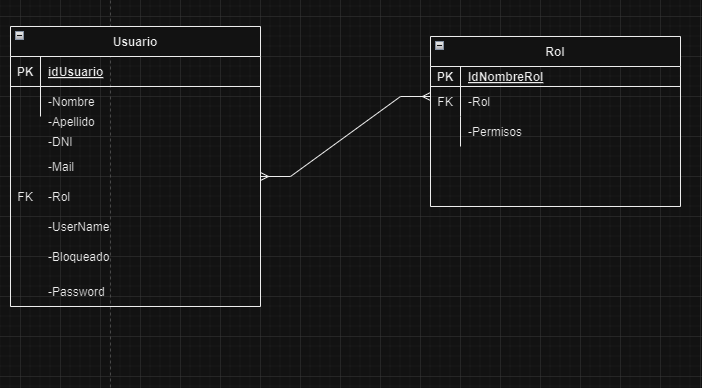 Usuario
PK idUsuario
-Nombre
-Apellido
-DNI
-Mail
FK -Rol
-UserName
-Bloqueado
-Password
Rol
PK IdNombreRol
FK -Rol
-Permisos